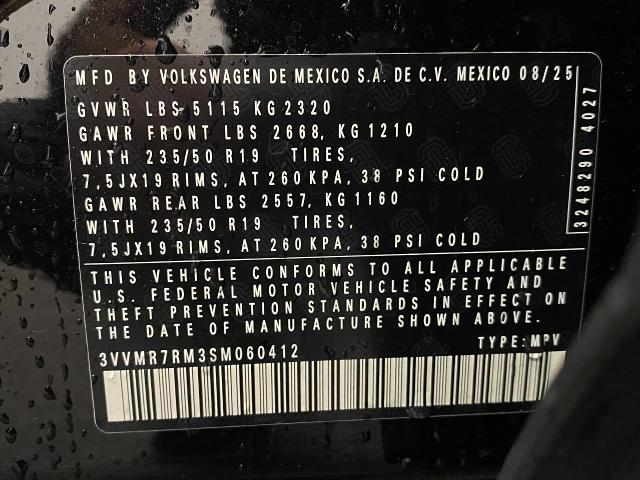 MFD BY VOLKSWAGEN DE MEXICO S.A. DE C.V. MEXICO 08/25
GVWR LBS 5115 KG 2320
GAWR FRONT LBS 2668, KG 1210
WITH 235/50 R19 TIRES,
7,5JX19 RIMS, AT 260 KPA, 38 PSI COLD
GAWR REAR LBS 2557, KG 1160
WITH 235/50 R19 TIRES,
7,5JX19 RIMS, AT 260 KPA, 38 PSI COLD
3248290 4027
THIS VEHICLE CONFORMS TO ALL APPLICABLE
U.S. FEDERAL MOTOR VEHICLE SAFETY AND
THEFT PREVENTION STANDARDS IN EFFECT ON
THE DATE OF MANUFACTURE SHOWN ABOVE.
3VVMR7RM3SM060412 TYPE: MPV